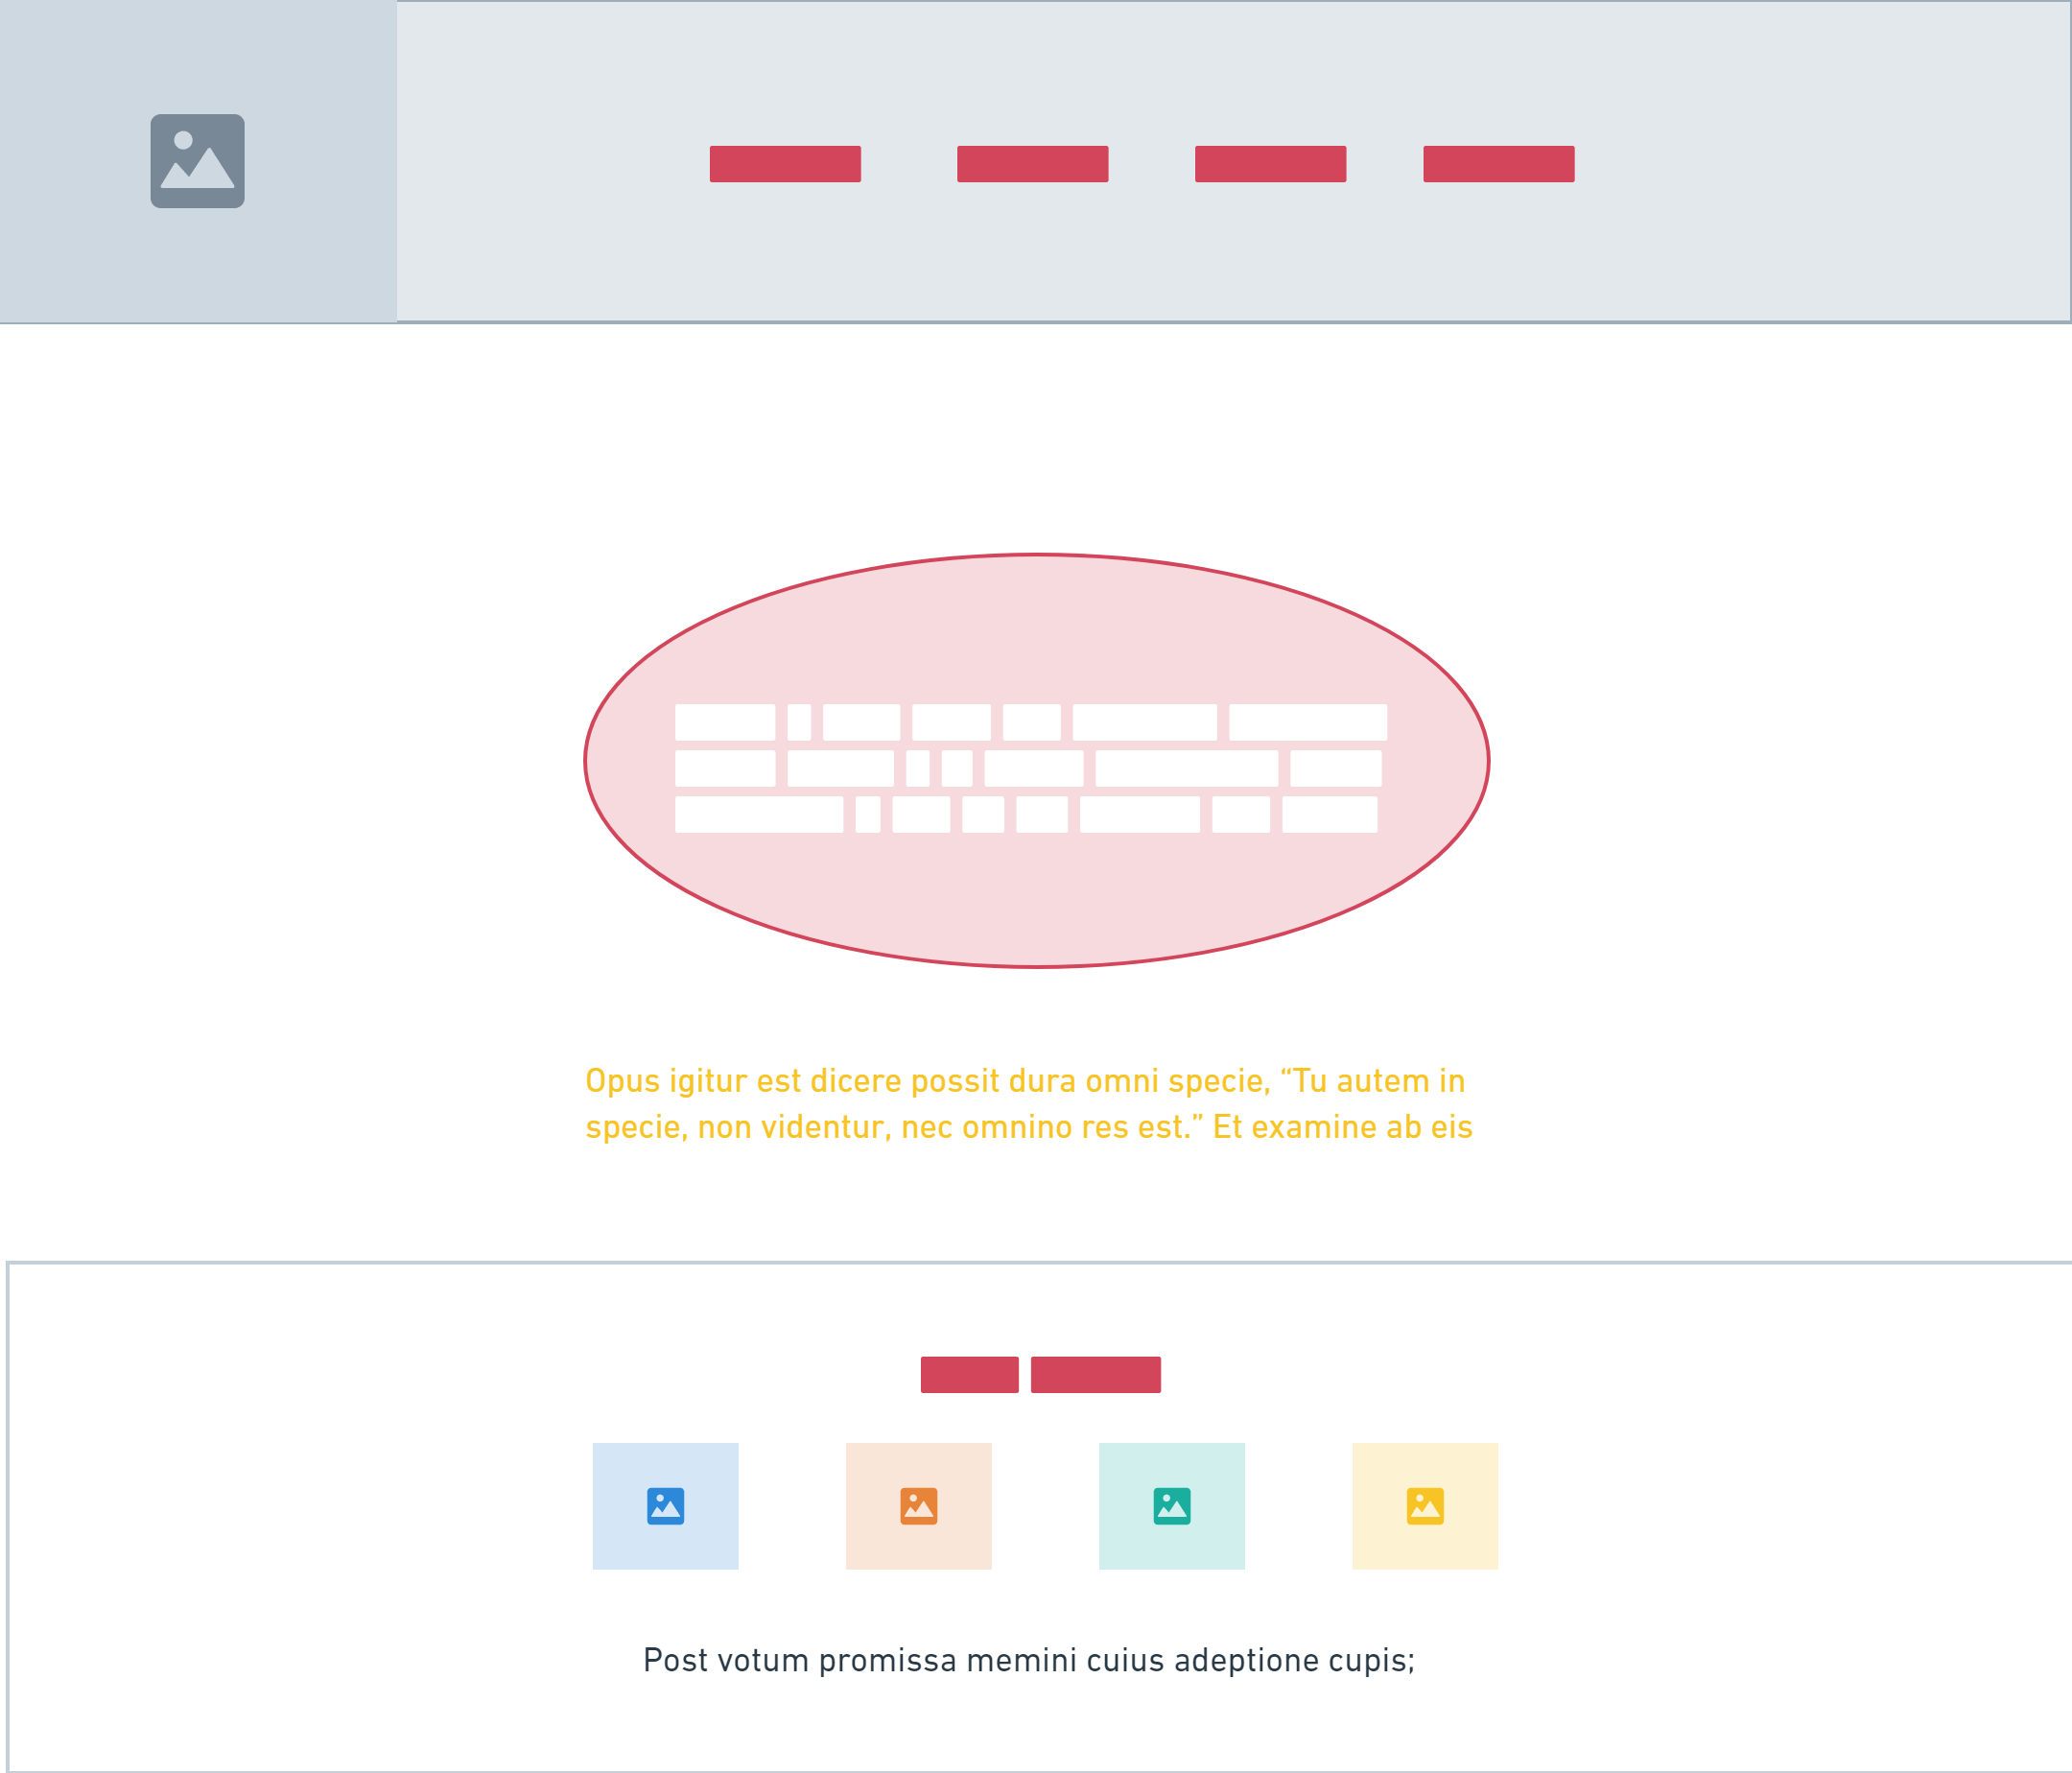 Opus igitur est dicere possit dura omni specie, “Tu autem in
specie, non videntur, nec omnino res est.” Et examine ab eis
Post votum promissa memini cuius adeptione cupis;